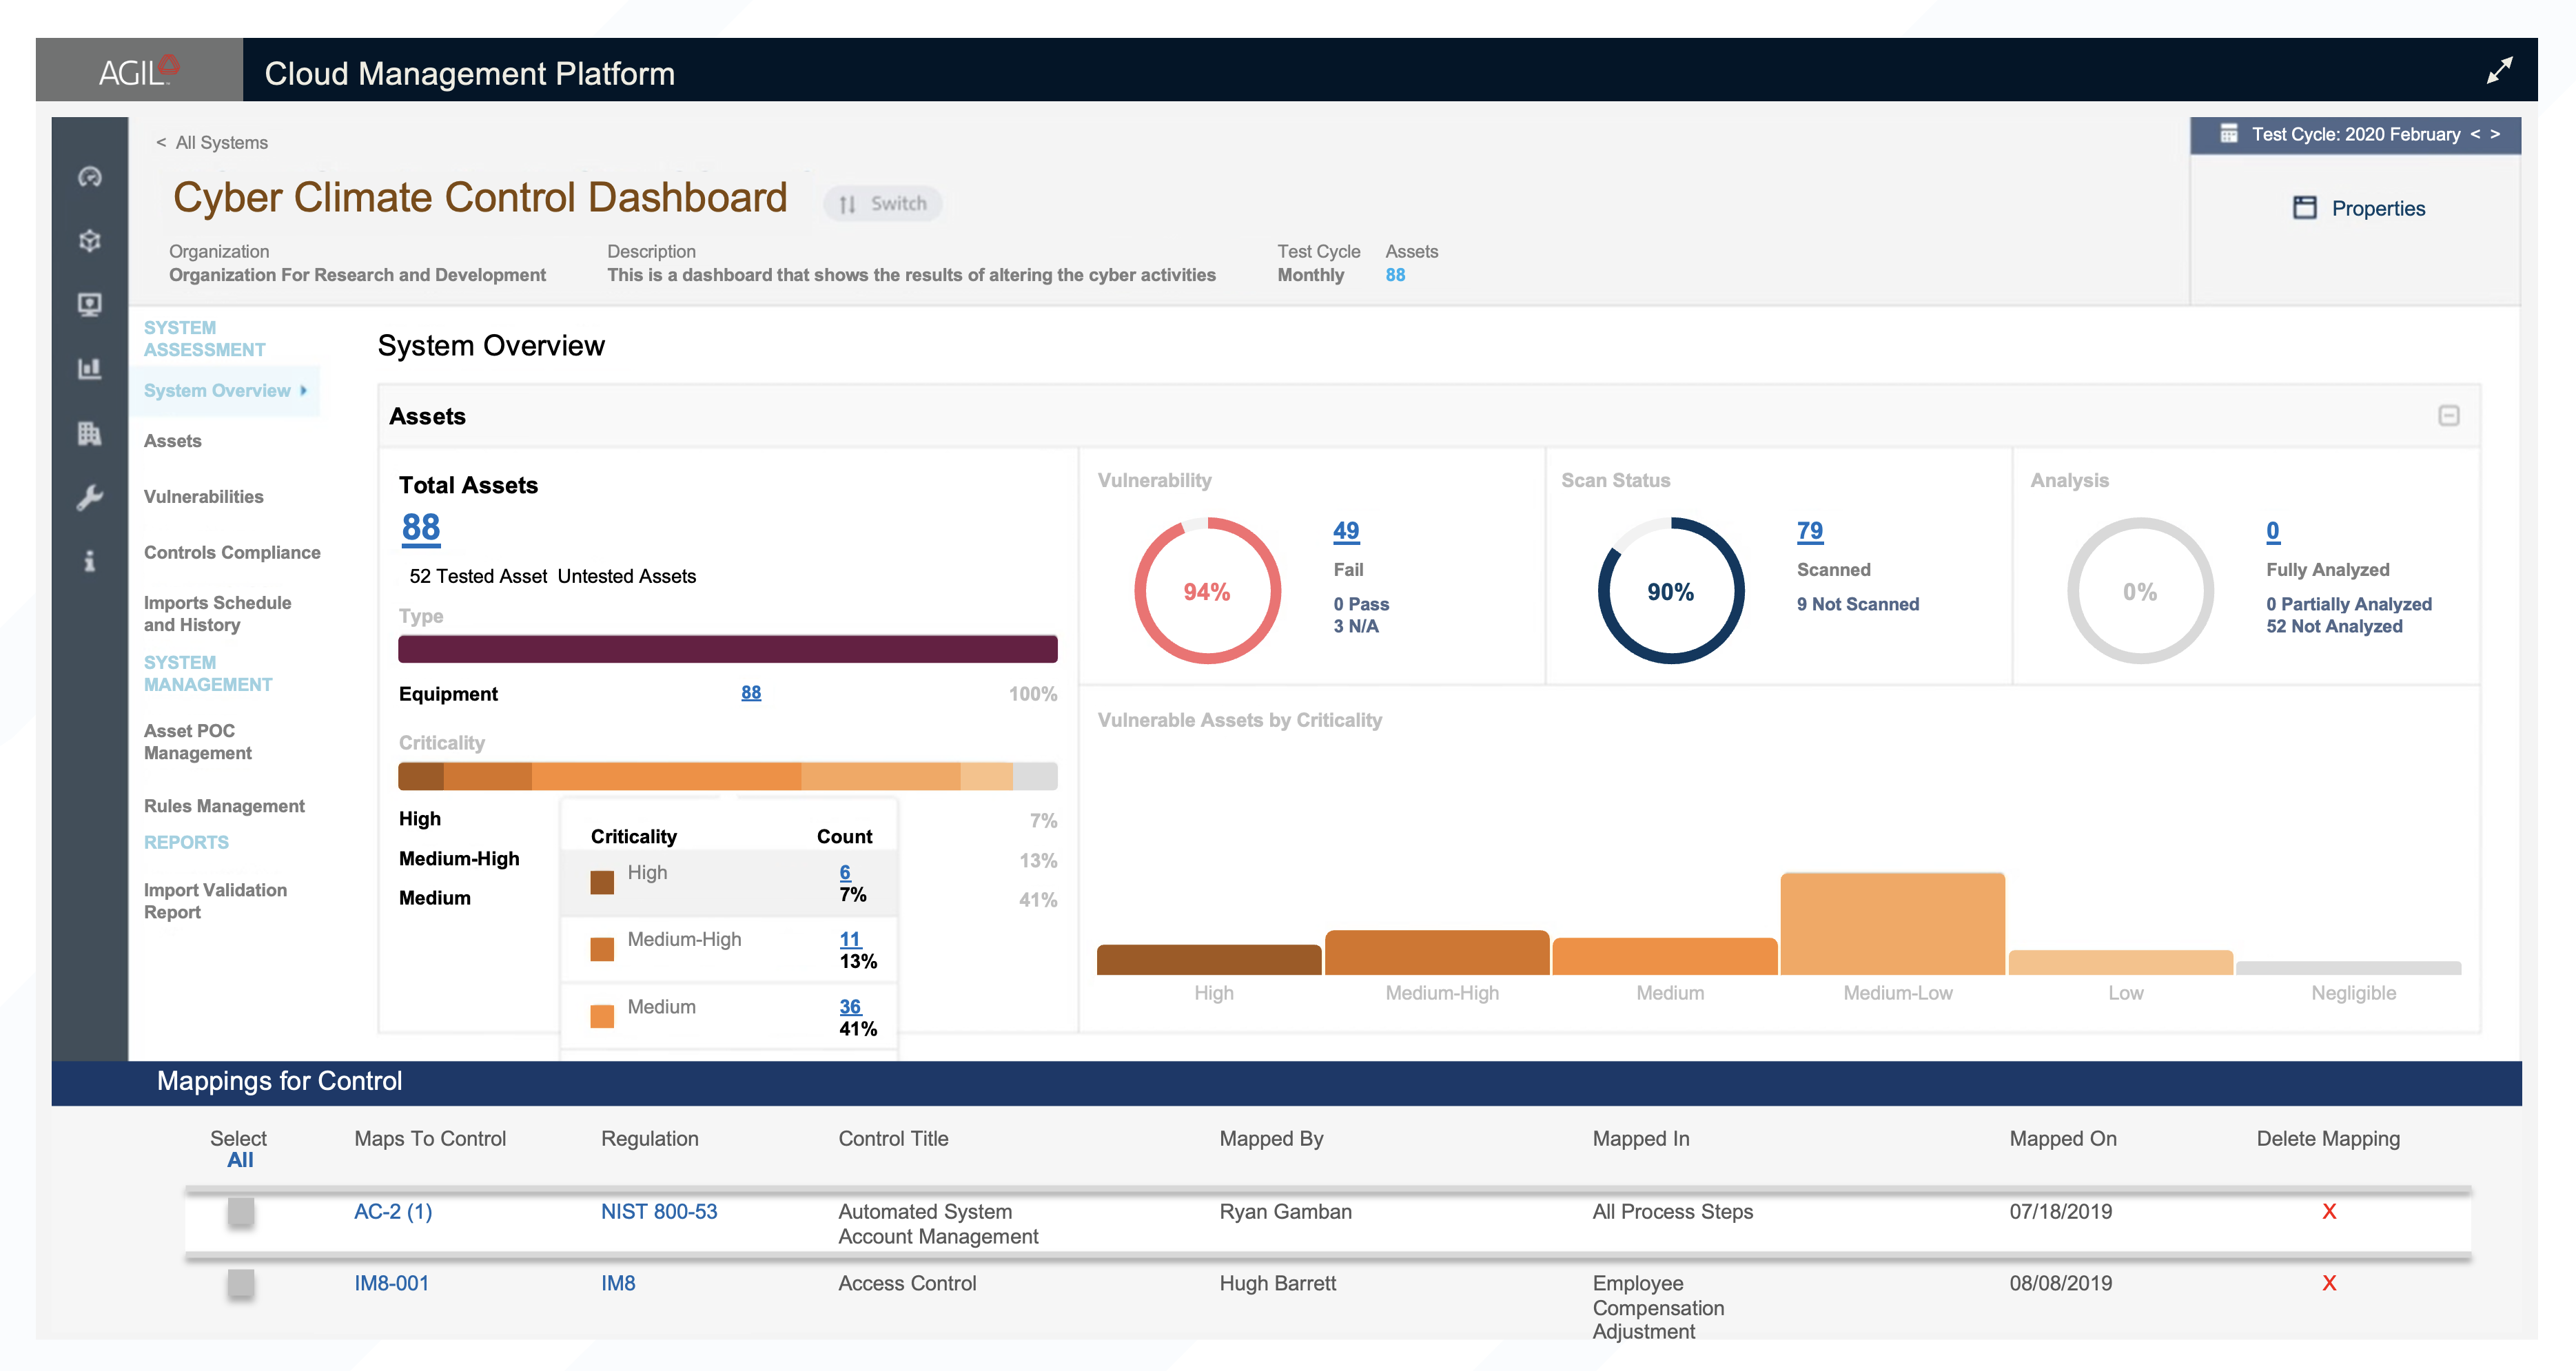 AGIL
Cloud Management Platform
< All Systems
Test Cycle: 2020 February < >
Cyber Climate Control Dashboard
Switch
Properties
Organization
Organization For Research and Development
Description
This is a dashboard that shows the results of altering the cyber activities
Test Cycle
Monthly
Assets
88
SYSTEM
ASSESSMENT
System Overview
Assets
Vulnerabilities
Controls Compliance
Imports Schedule
and History
SYSTEM
MANAGEMENT
Asset POC
Management
Rules Management
REPORTS
Import Validation
Report
System Overview
Assets
Total Assets
88
52 Tested Asset Untested Assets
Type
Equipment 88 100%
Criticality
High 7%
Medium-High 13%
Medium 41%
Criticality Count
High 6
7%
Medium-High 11
13%
Medium 36
41%
Vulnerability
94%
49
Fail
0 Pass
3 N/A
Scan Status
90%
79
Scanned
9 Not Scanned
Analysis
0%
0
Fully Analyzed
0 Partially Analyzed
52 Not Analyzed
Vulnerable Assets by Criticality
High Medium-High Medium Medium-Low Low Negligible
Mappings for Control
Select
All
Maps To Control
Regulation
Control Title
Mapped By
Mapped In
Mapped On
Delete Mapping
AC-2 (1)
NIST 800-53
Automated System
Account Management
Ryan Gamban
All Process Steps
07/18/2019
X
IM8-001
IM8
Access Control
Hugh Barrett
Employee
Compensation
Adjustment
08/08/2019
X